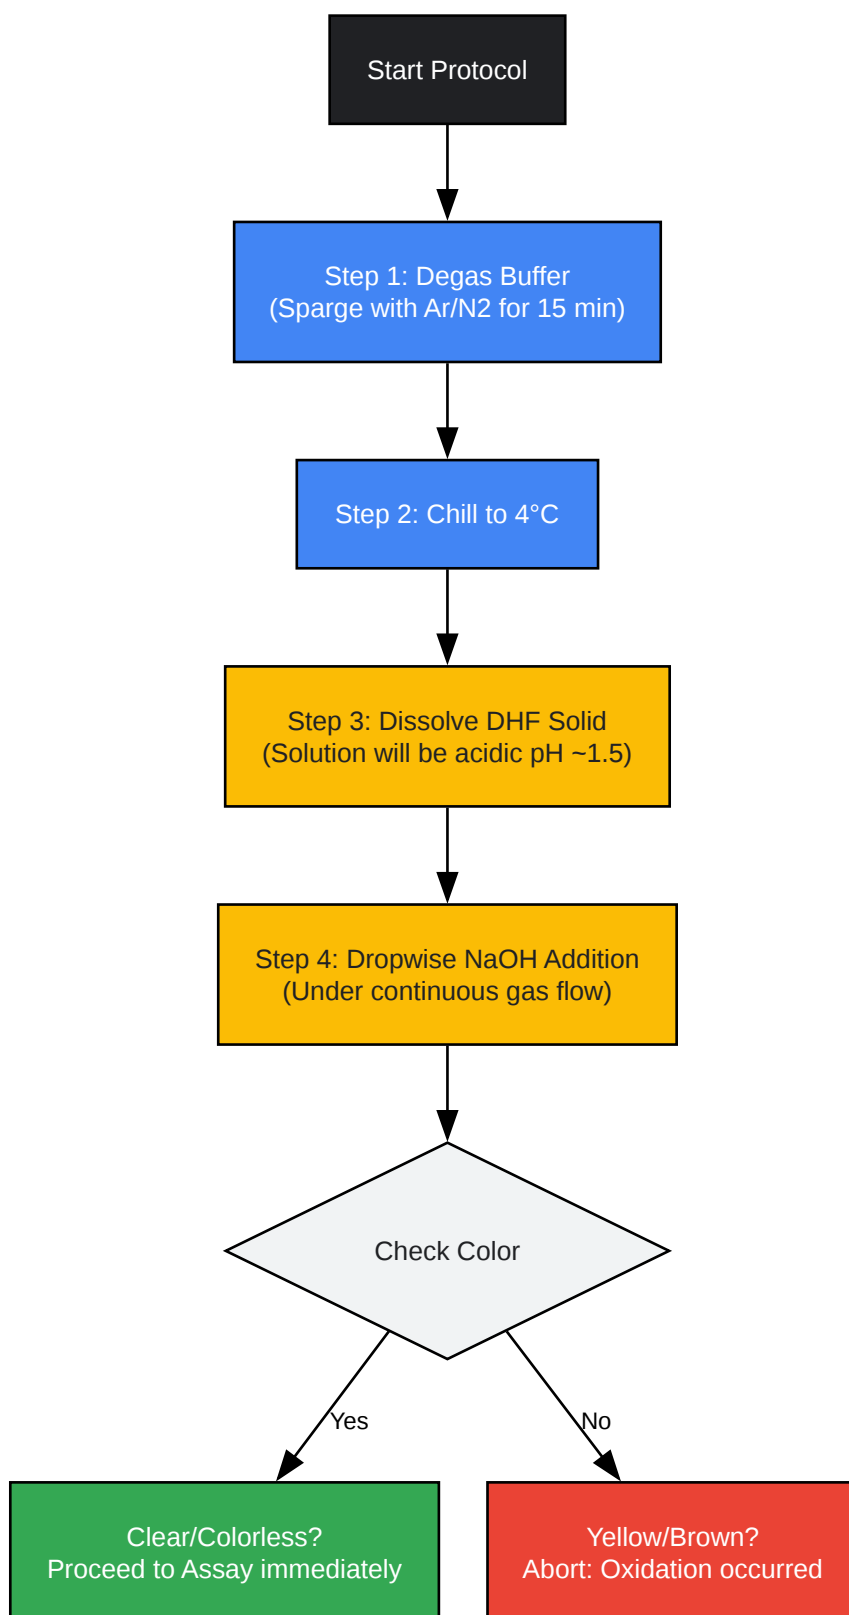 Start Protocol
Step 1: Degas Buffer
(Sparge with Ar/N2 for 15 min)
Step 2: Chill to 4°C
Step 3: Dissolve DHF Solid
(Solution will be acidic pH ~1.5)
Step 4: Dropwise NaOH Addition
(Under continuous gas flow)
Check Color
Yes
No
Clear/Colorless?
Proceed to Assay immediately
Yellow/Brown?
Abort: Oxidation occurred